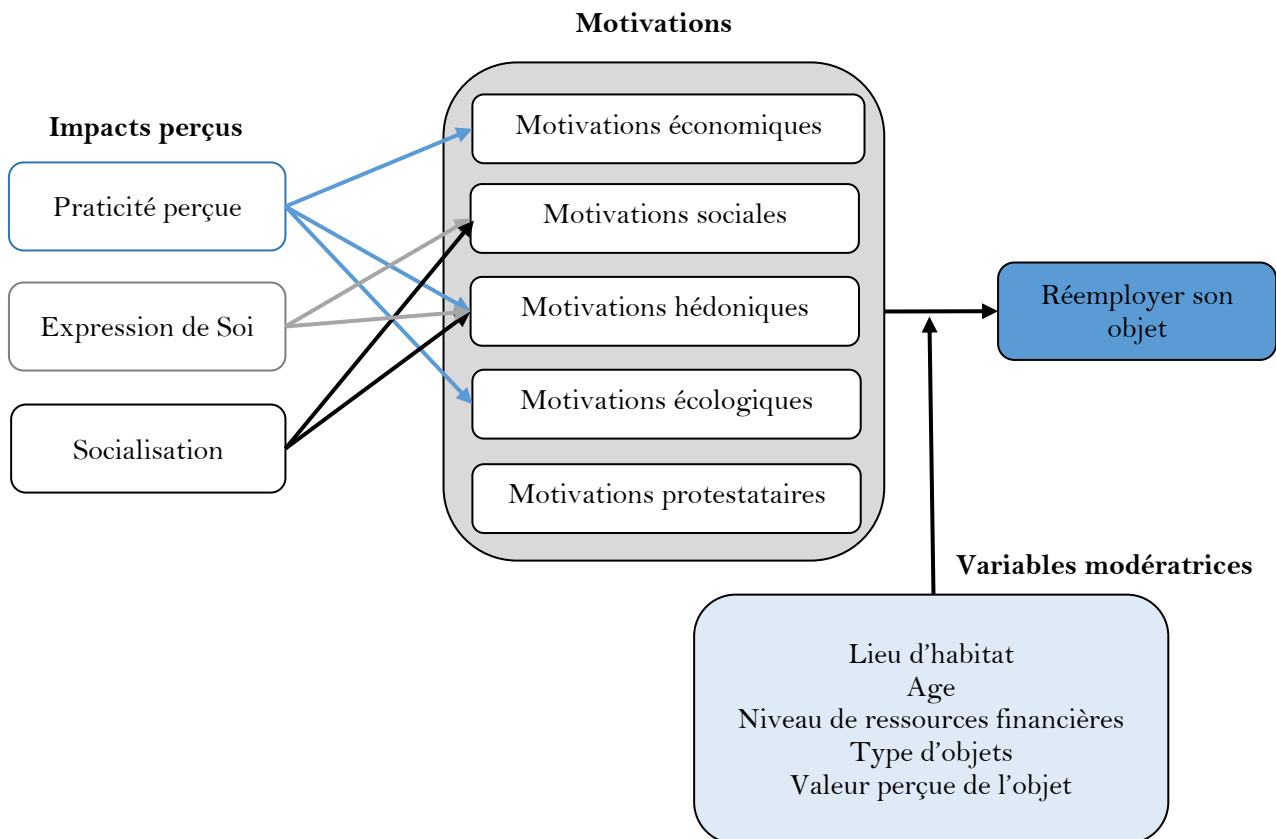 Motivations
Impacts perçus
Praticité perçue
Expression de Soi
Socialisation
Motivations économiques
Motivations sociales
Motivations hédoniques
Motivations écologiques
Motivations protestataires
Réemployer son
objet
Variables modératrices
Lieu d’habitat
Age
Niveau de ressources financières
Type d’objets
Valeur perçue de l’objet